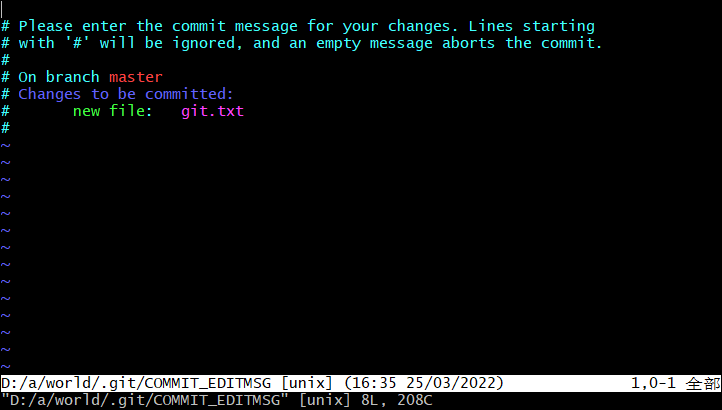 # Please enter the commit message for your changes. Lines starting
# with '#' will be ignored, and an empty message aborts the commit.
#
# On branch master
# Changes to be committed:
#       new file:   git.txt
#
~
~
~
~
~
~
~
~
~
~
~
~
~
~
D:/a/world/.git/COMMIT_EDITMSG [unix] (16:35 25/03/2022) 1,0-1 全部
"D:/a/world/.git/COMMIT_EDITMSG" [unix] 8L, 208C